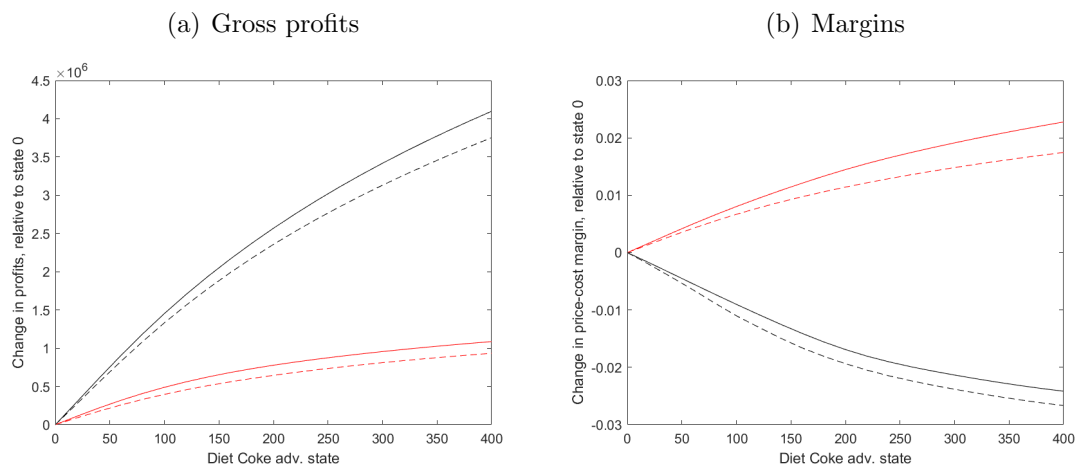 (a) Gross profits
×10⁶
4.5
4
3.5
3
2.5
2
1.5
1
0.5
0
Change in profits, relative to state 0
0 50 100 150 200 250 300 350 400
Diet Coke adv. state
(b) Margins
0.03
0.02
0.01
0
-0.01
-0.02
-0.03
Change in price-cost margin, relative to state 0
0 50 100 150 200 250 300 350 400
Diet Coke adv. state